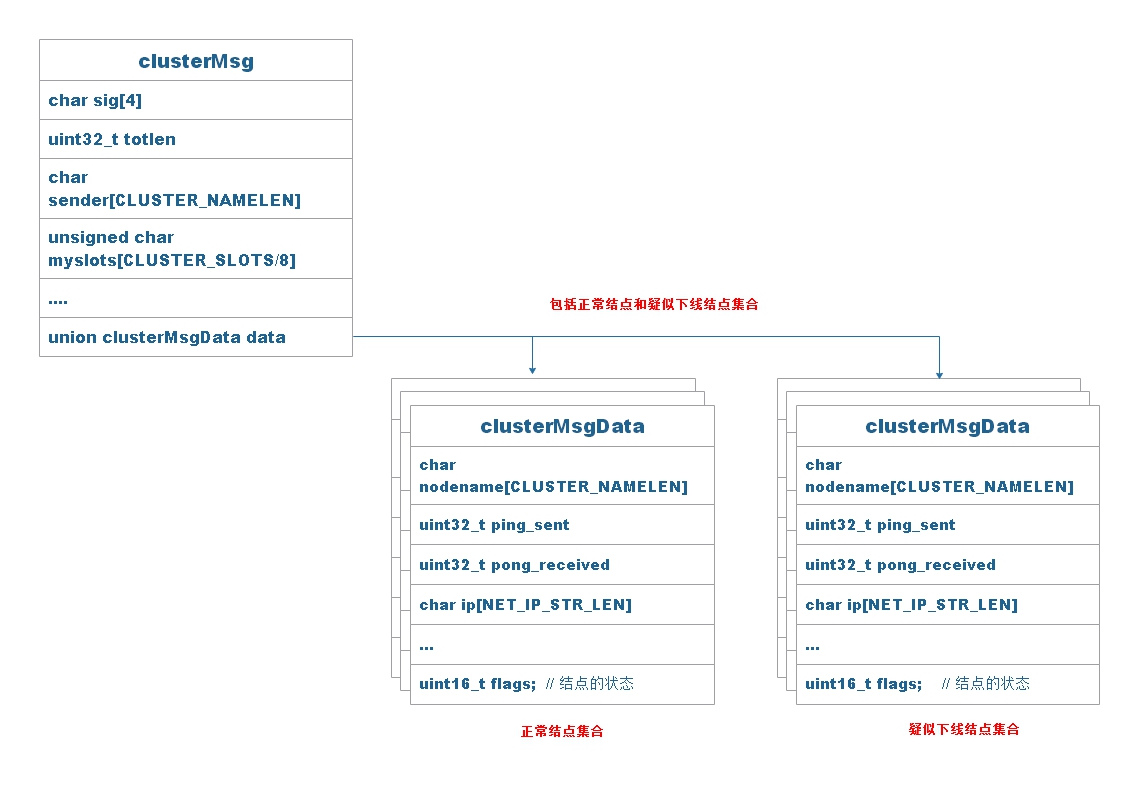 clusterMsg
char sig[4]
uint32_t totlen
char
sender[CLUSTER_NAMELEN]
unsigned char
myslots[CLUSTER_SLOTS/8]
....
union clusterMsgData data
包括正常结点和疑似下线结点集合
clusterMsgData
char
nodename[CLUSTER_NAMELEN]
uint32_t ping_sent
uint32_t pong_received
char ip[NET_IP_STR_LEN]
...
uint16_t flags; // 结点的状态
正常结点集合
clusterMsgData
char
nodename[CLUSTER_NAMELEN]
uint32_t ping_sent
uint32_t pong_received
char ip[NET_IP_STR_LEN]
...
uint16_t flags; // 结点的状态
疑似下线结点集合